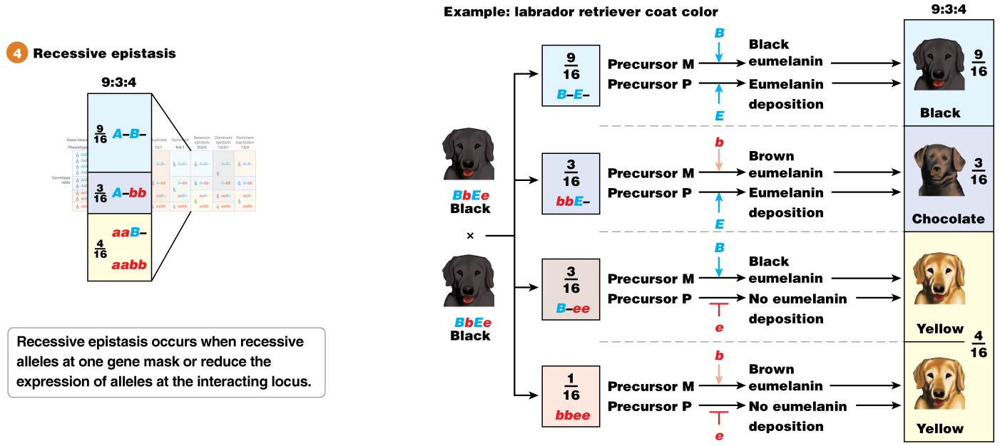 4 Recessive epistasis
9:3:4
9/16 A–B–
3/16 A–bb
4/16 aaB–
aabb
Recessive epistasis occurs when recessive
alleles at one gene mask or reduce the
expression of alleles at the interacting locus.
Example: labrador retriever coat color
9:3:4
BbEe
Black
×
BbEe
Black
9/16
B–E–
B
Precursor M
Black
eumelanin
Precursor P
Eumelanin
deposition
E
9/16
Black
3/16
bbE–
b
Precursor M
Brown
eumelanin
Precursor P
Eumelanin
deposition
E
3/16
Chocolate
3/16
B–ee
B
Precursor M
Black
eumelanin
Precursor P
No eumelanin
deposition
e
Yellow
4/16
1/16
bbee
b
Precursor M
Brown
eumelanin
Precursor P
No eumelanin
deposition
e
Yellow